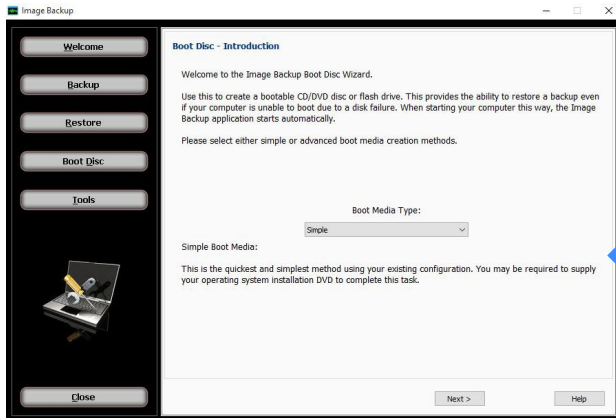 Image Backup
Welcome
Backup
Restore
Boot Disc
Tools
Close
Boot Disc - Introduction
Welcome to the Image Backup Boot Disc Wizard.
Use this to create a bootable CD/DVD disc or flash drive. This provides the ability to restore a backup even
if your computer is unable to boot due to a disk failure. When starting your computer this way, the Image
Backup application starts automatically.
Please select either simple or advanced boot media creation methods.
Boot Media Type:
Simple
Simple Boot Media:
This is the quickest and simplest method using your existing configuration. You may be required to supply
your operating system installation DVD to complete this task.
Next >
Help